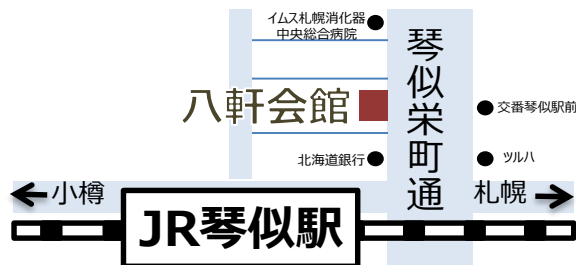 イムス札幌消化器
中央総合病院
琴似栄町通
八軒会館
交番琴似駅前
北海道銀行
ツルハ
小樽
札幌
JR琴似駅